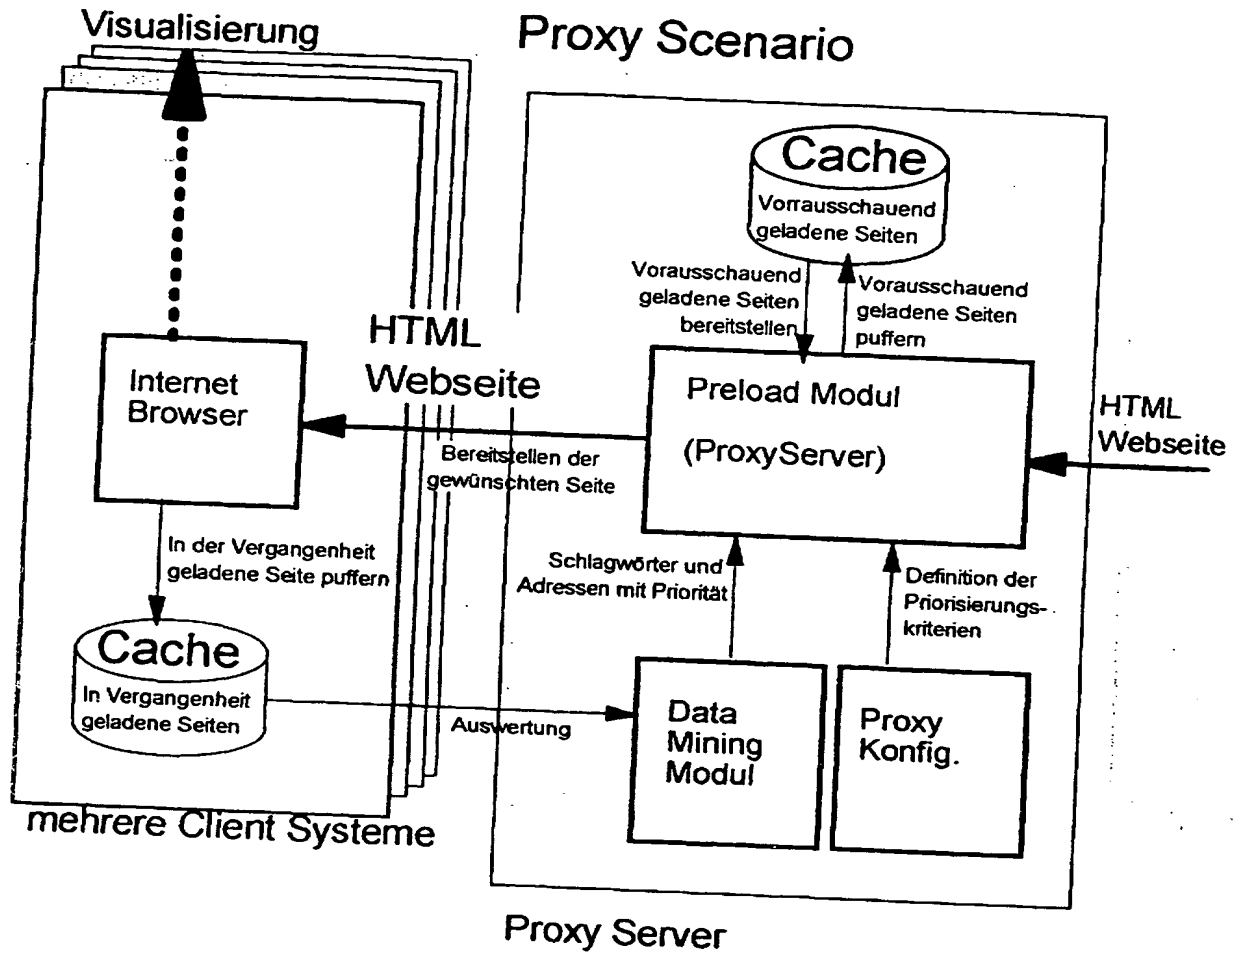 Visualisierung
Proxy Scenario
Cache
Vorrausschauend
geladene Seiten
Vorausschauend
geladene Seiten
bereitstellen
Vorausschauend
geladene Seiten
puffern
HTML
Webseite
Internet
Browser
Preload Modul
(ProxyServer)
HTML
Webseite
Bereitstellen der
gewünschten Seite
In der Vergangenheit
geladene Seite puffern
Schlagwörter und
Adressen mit Priorität
Definition der
Priorisierungs-
kriterien
Cache
In Vergangenheit
geladene Seiten
Auswertung
Data
Mining
Modul
Proxy
Konfig.
mehrere Client Systeme
Proxy Server